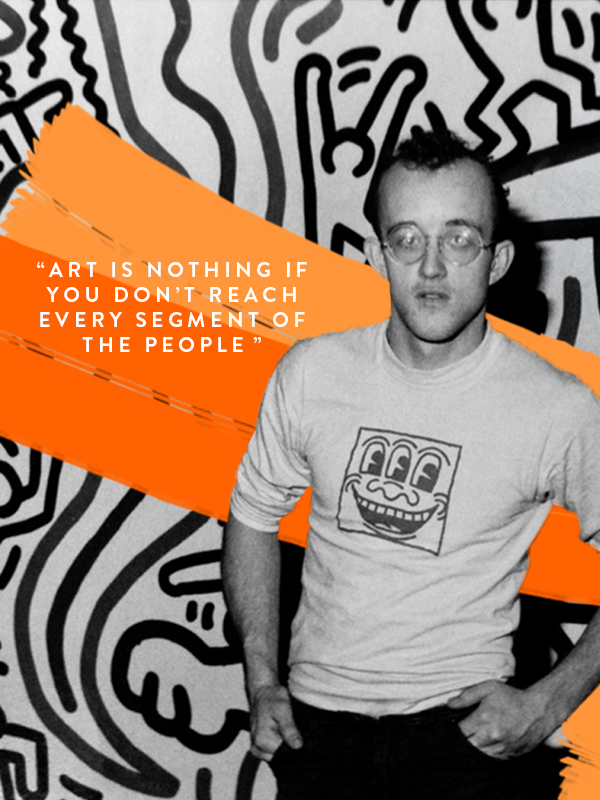 “ART IS NOTHING IF
YOU DON’T REACH
EVERY SEGMENT OF
THE PEOPLE”